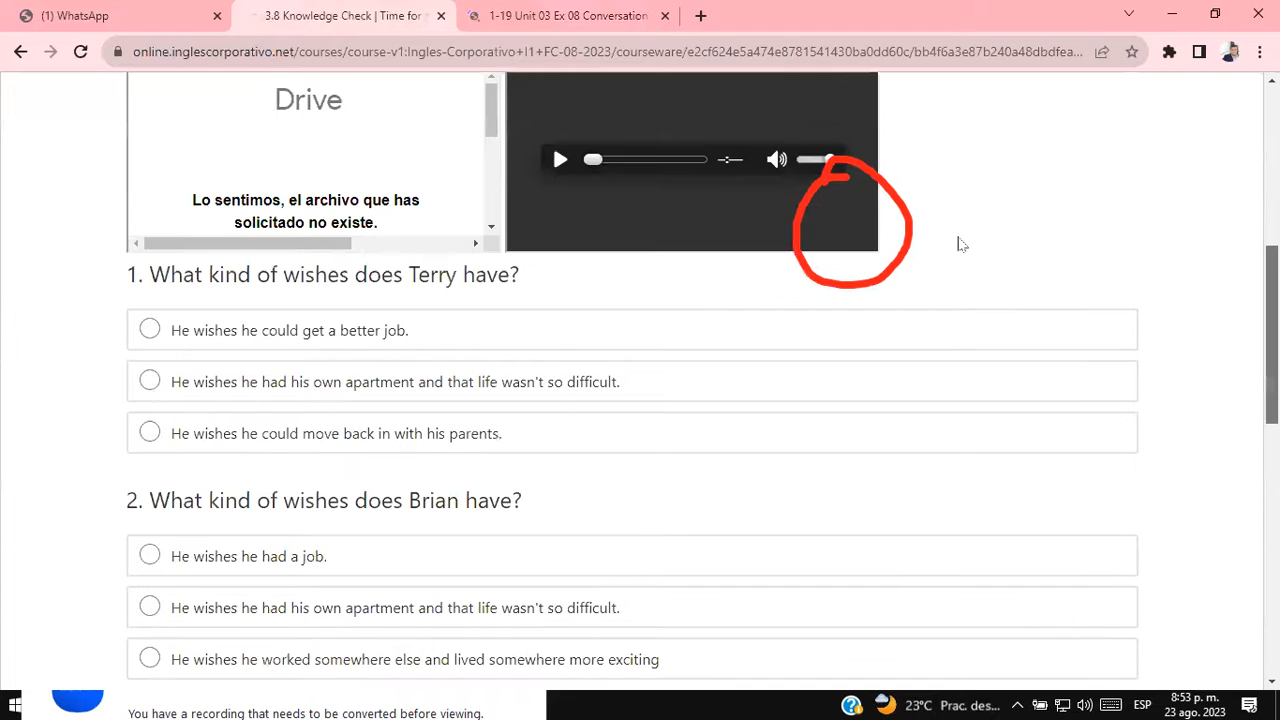 (1) WhatsApp
3.8 Knowledge Check | Time for
1-19 Unit 03 Ex 08 Conversation
online.inglescorporativo.net/courses/course-v1:Ingles-Corporativo+I1+FC-08-2023/courseware/e2cf624e5a474e8781541430ba0dd60c/bb4f6a3e87b240a48dbdfea...
Drive
Lo sentimos, el archivo que has
solicitado no existe.
1. What kind of wishes does Terry have?
He wishes he could get a better job.
He wishes he had his own apartment and that life wasn't so difficult.
He wishes he could move back in with his parents.
2. What kind of wishes does Brian have?
He wishes he had a job.
He wishes he had his own apartment and that life wasn't so difficult.
He wishes he worked somewhere else and lived somewhere more exciting
You have a recording that needs to be converted before viewing.
23°C Prac. des... ESP
8:53 p. m.
23 ago. 2023